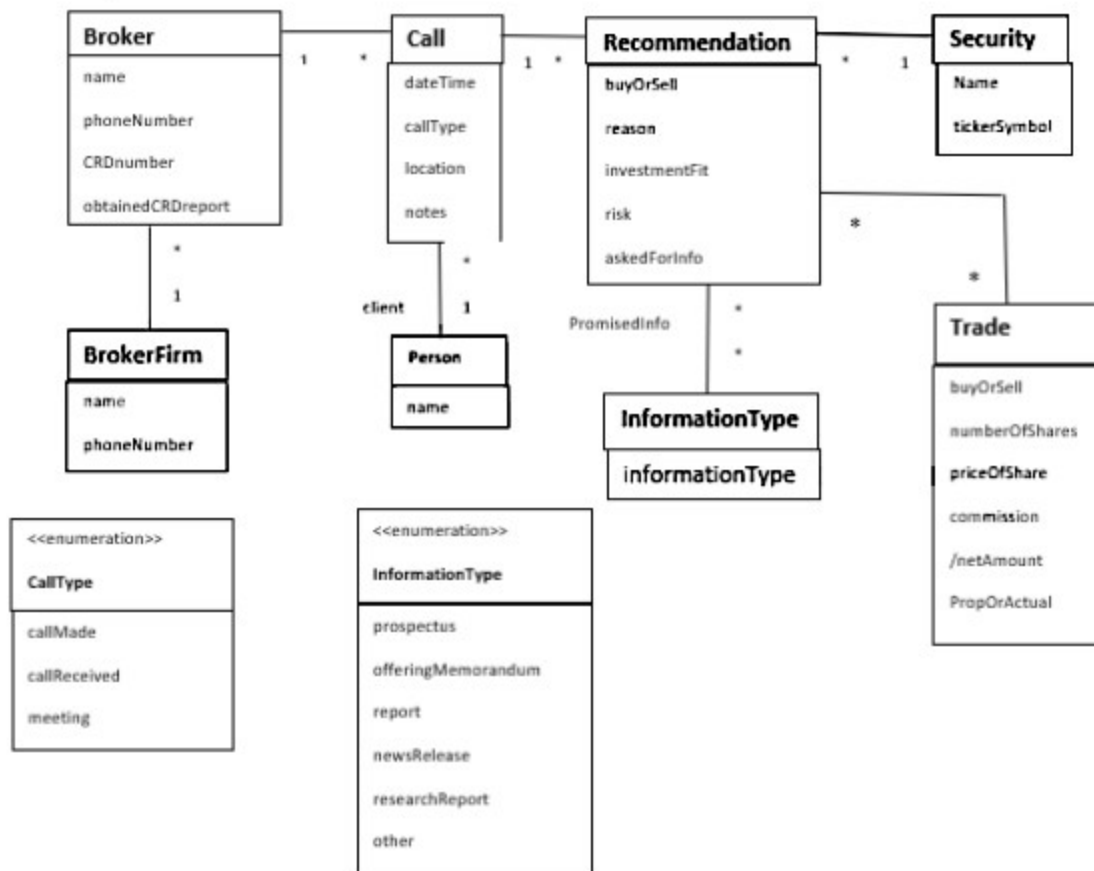 Broker
name
phoneNumber
CRDnumber
obtainedCRDreport
1
*
Call
dateTime
callType
location
notes
1
*
Recommendation
buyOrSell
reason
investmentFit
risk
askedForInfo
*
1
Security
Name
tickerSymbol
*
1
BrokerFirm
name
phoneNumber
client
*
1
Person
name
PromisedInfo
*
*
InformationType
informationType
*
*
Trade
buyOrSell
numberOfShares
priceOfShare
commission
/netAmount
PropOrActual
<<enumeration>>
CallType
callMade
callReceived
meeting
<<enumeration>>
InformationType
prospectus
offeringMemorandum
report
newsRelease
researchReport
other